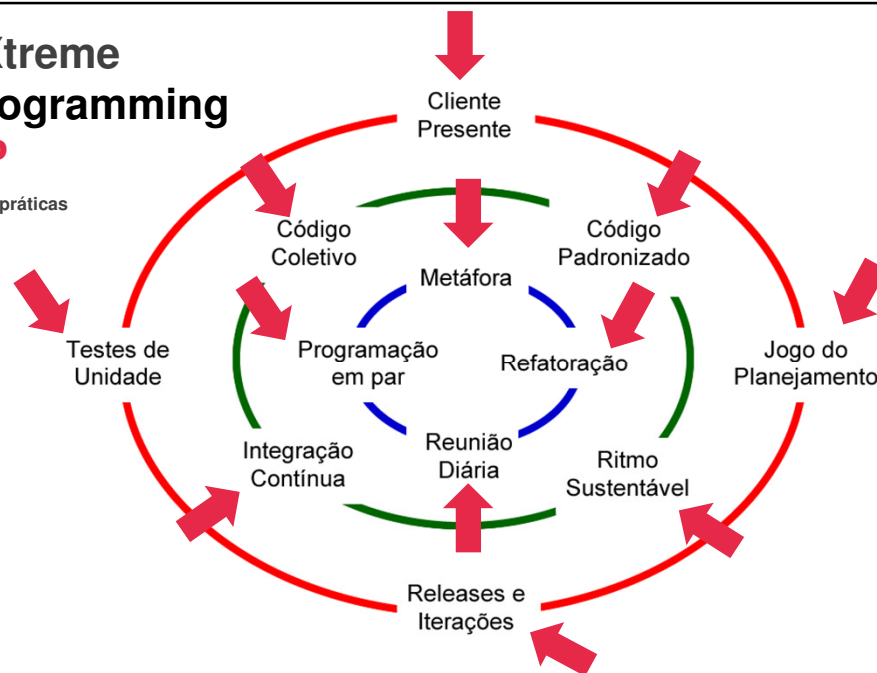 treme
ogramming
práticas
Cliente
Presente
Código
Coletivo
Código
Padronizado
Metáfora
Testes de
Unidade
Programação
em par
Refatoração
Jogo do
Planejamento
Integração
Contínua
Reunião
Diária
Ritmo
Sustentável
Releases e
Iterações